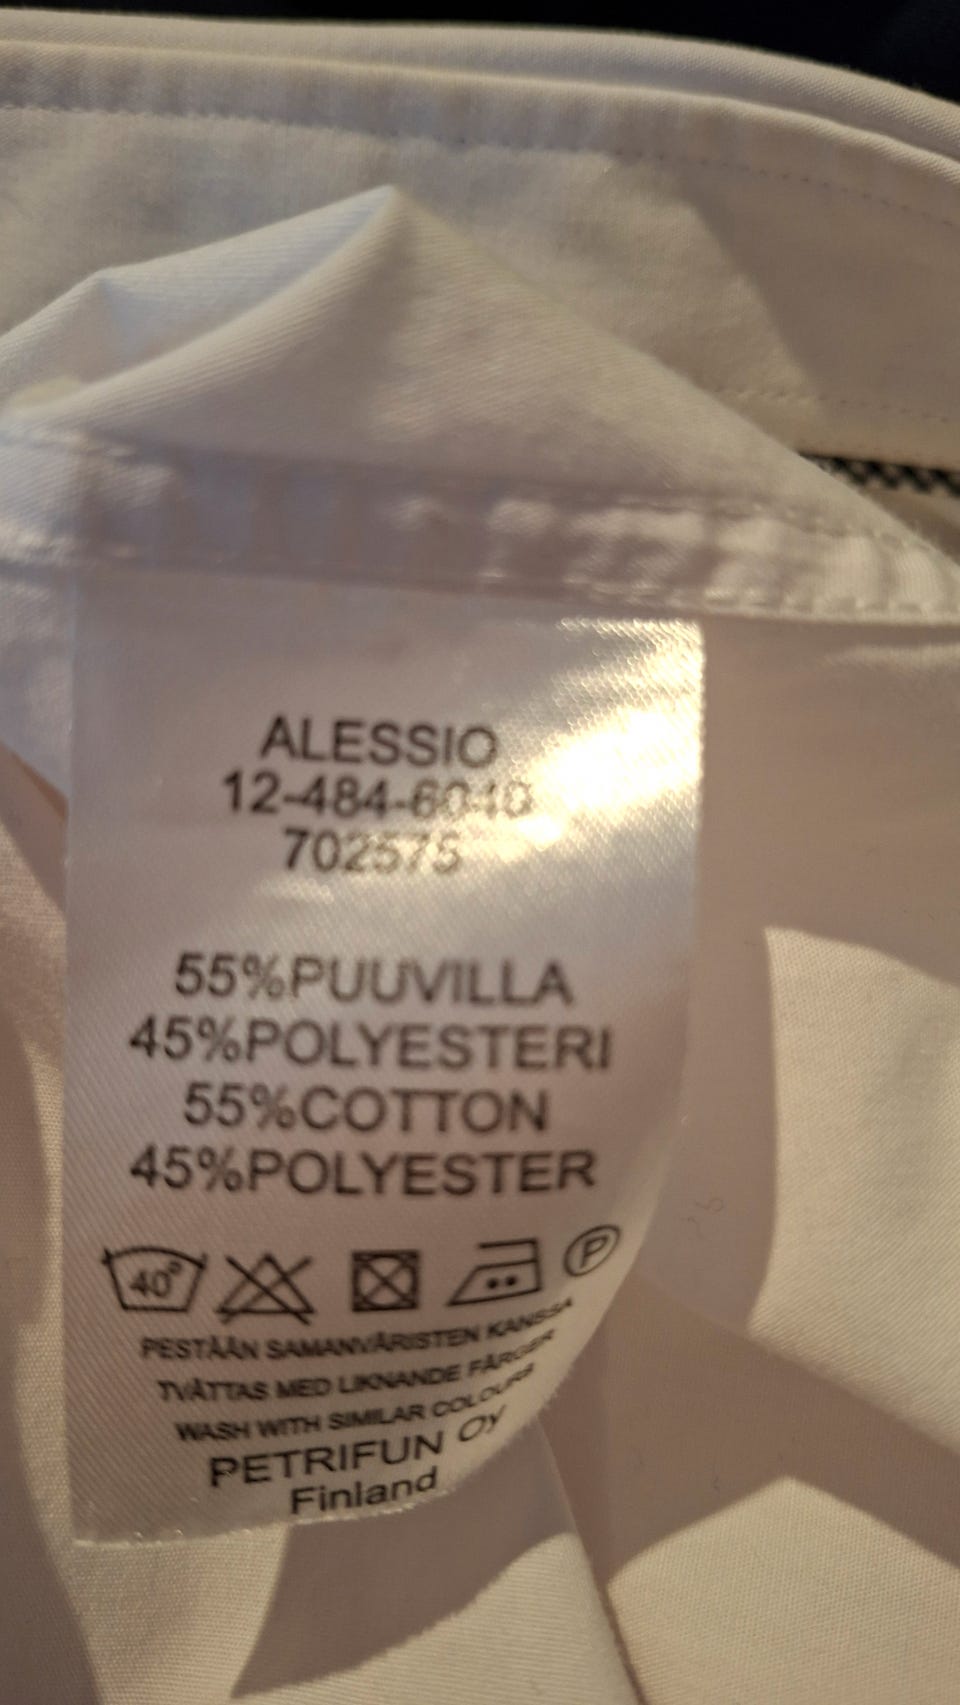 ALESSIO
12-484-6040
702575
55%PUUVILLA
45%POLYESTERI
55%COTTON
45%POLYESTER
40° P
PESTÄÄN SAMANVÄRISTEN KANSSA
TVÄTTAS MED LIKNANDE FÄRGER
WASH WITH SIMILAR COLOURS
PETRIFUN Oy
Finland